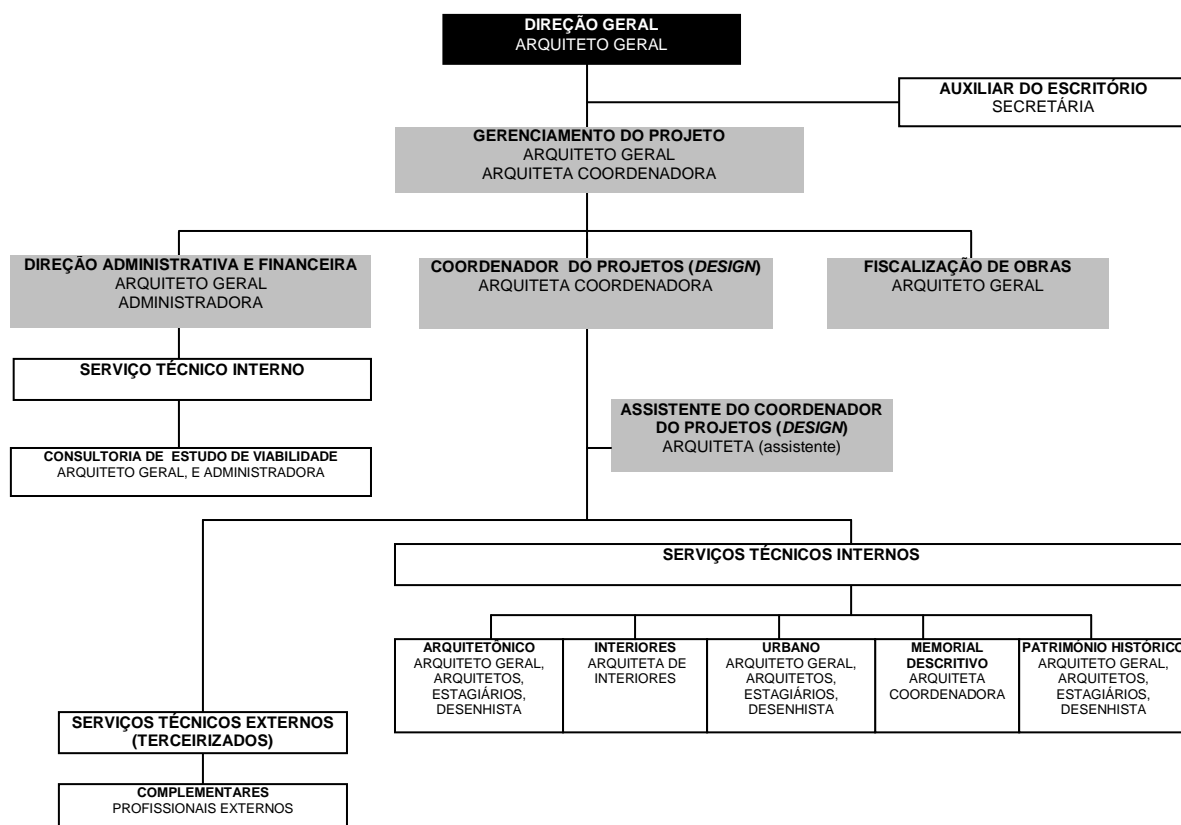 DIREÇÃO GERAL
ARQUITETO GERAL
AUXILIAR DO ESCRITÓRIO
SECRETÁRIA
GERENCIAMENTO DO PROJETO
ARQUITETO GERAL
ARQUITETA COORDENADORA
DIREÇÃO ADMINISTRATIVA E FINANCEIRA
ARQUITETO GERAL
ADMINISTRADORA
COORDENADOR DO PROJETOS (DESIGN)
ARQUITETA COORDENADORA
FISCALIZAÇÃO DE OBRAS
ARQUITETO GERAL
SERVIÇO TÉCNICO INTERNO
CONSULTORIA DE ESTUDO DE VIABILIDADE
ARQUITETO GERAL, E ADMINISTRADORA
ASSISTENTE DO COORDENADOR
DO PROJETOS (DESIGN)
ARQUITETA (assistente)
SERVIÇOS TÉCNICOS INTERNOS
ARQUITETÔNICO
ARQUITETO GERAL,
ARQUITETOS,
ESTAGIÁRIOS,
DESENHISTA
INTERIORES
ARQUITETA DE
INTERIORES
URBANO
ARQUITETO GERAL,
ARQUITETOS,
ESTAGIÁRIOS,
DESENHISTA
MEMORIAL
DESCRITIVO
ARQUITETA
COORDENADORA
PATRIMÓNIO HISTÓRICO
ARQUITETO GERAL,
ARQUITETOS,
ESTAGIÁRIOS,
DESENHISTA
SERVIÇOS TÉCNICOS EXTERNOS
(TERCEIRIZADOS)
COMPLEMENTARES
PROFISSIONAIS EXTERNOS